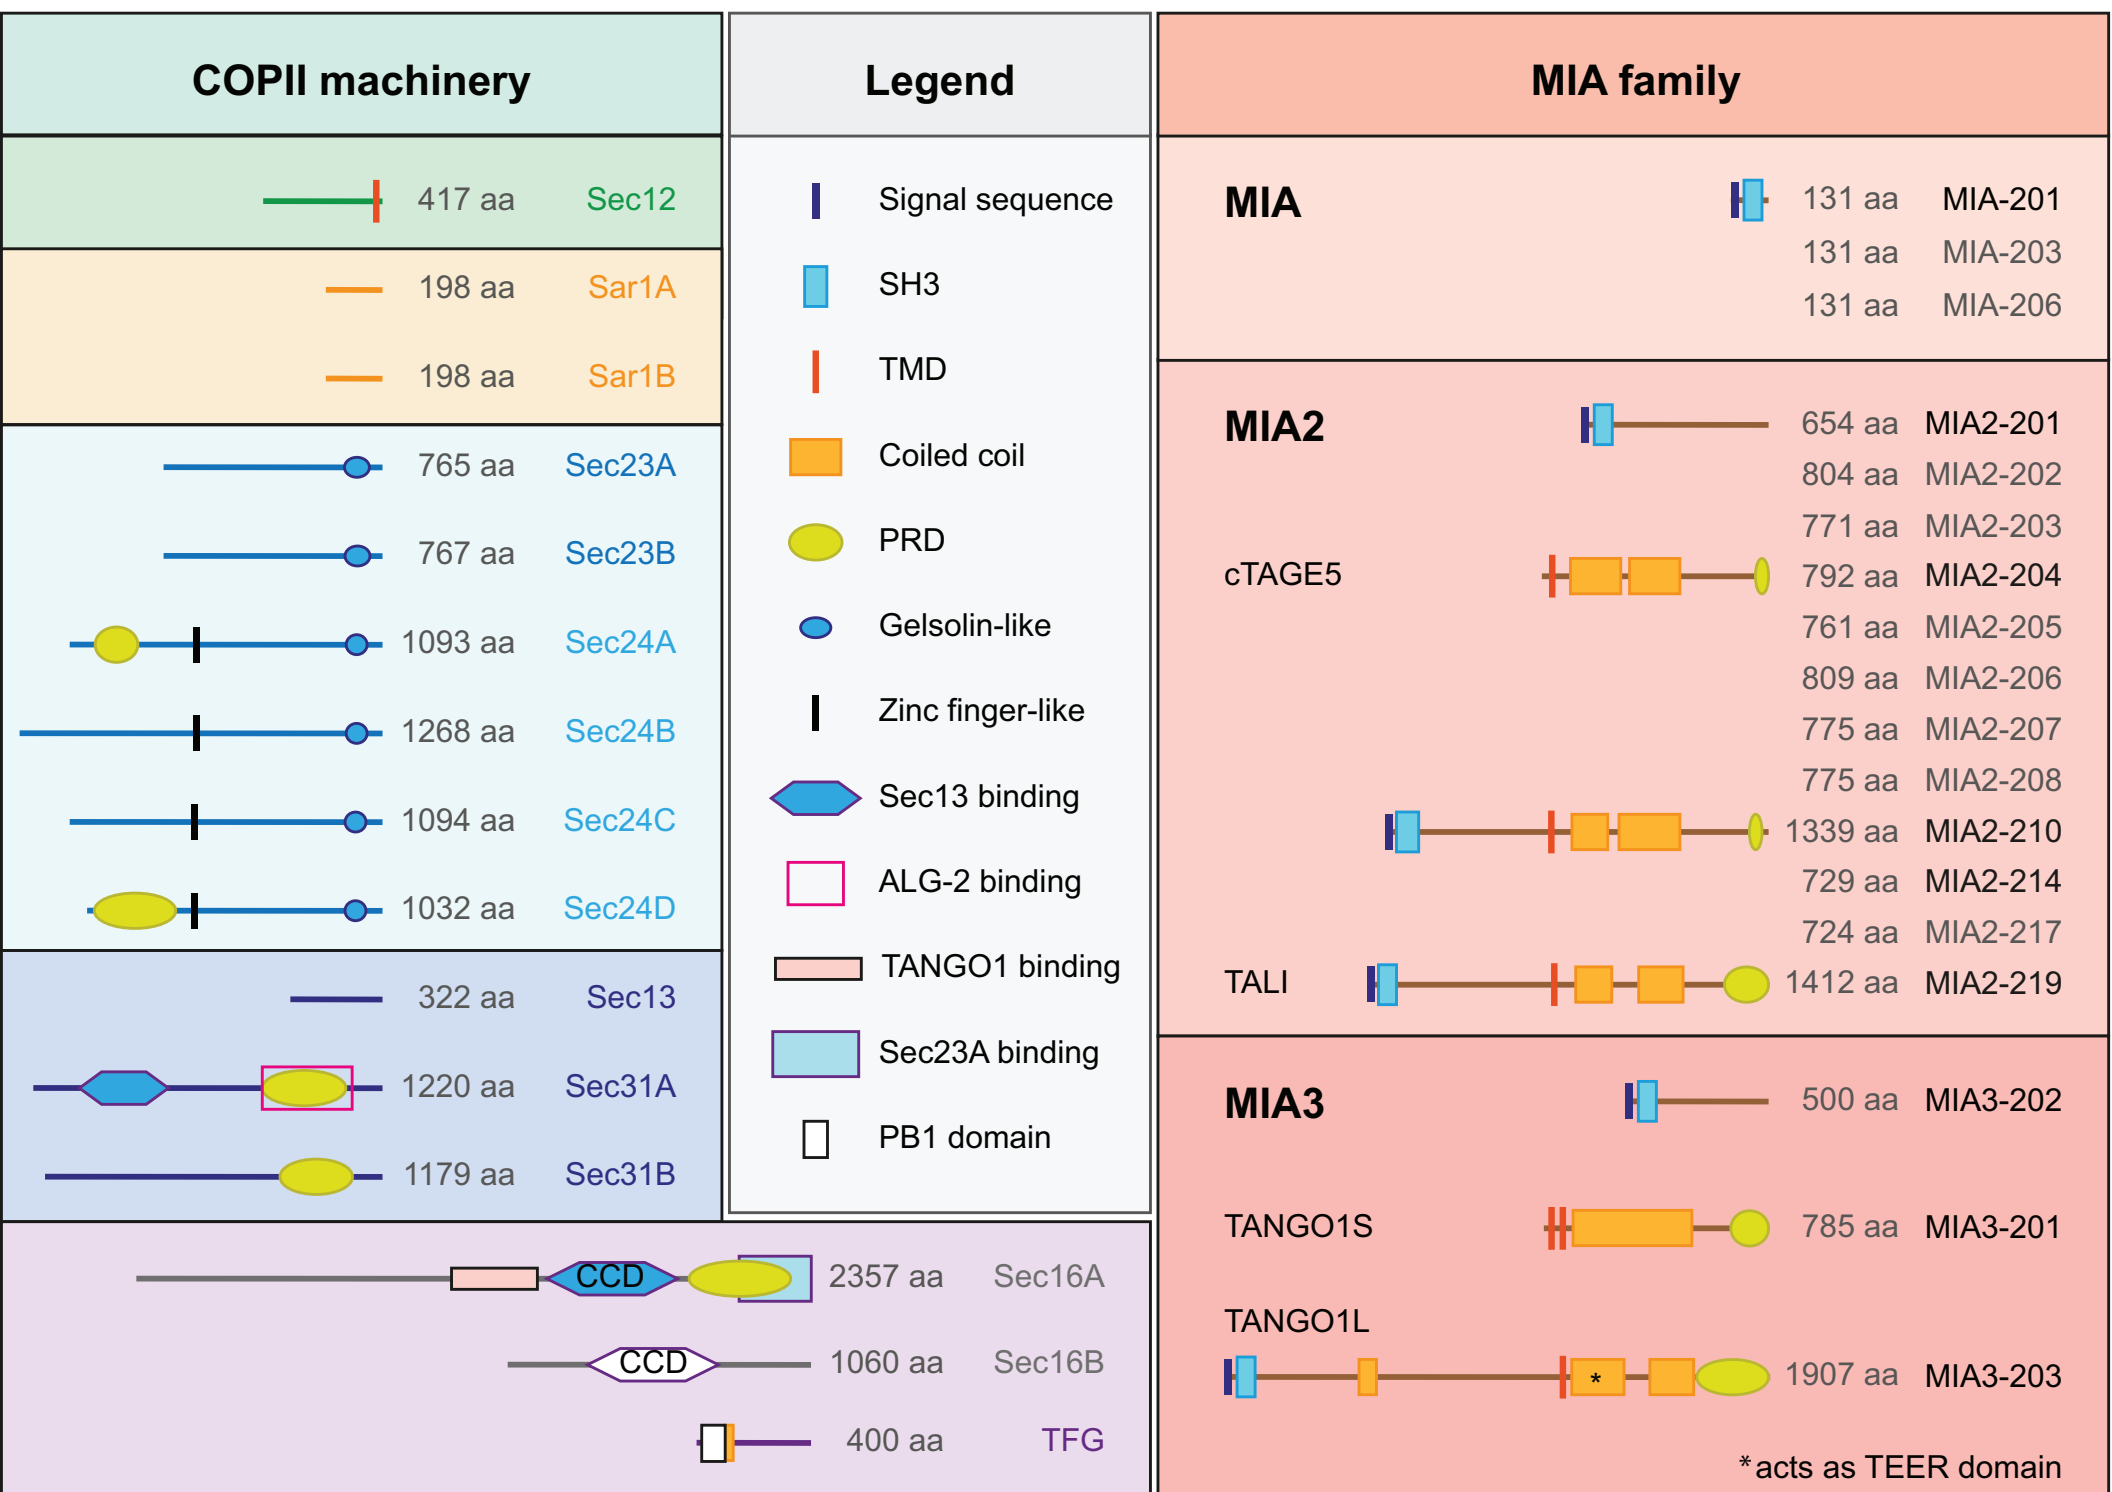 COPII machinery
417 aa Sec12
198 aa Sar1A
198 aa Sar1B
765 aa Sec23A
767 aa Sec23B
1093 aa Sec24A
1268 aa Sec24B
1094 aa Sec24C
1032 aa Sec24D
322 aa Sec13
1220 aa Sec31A
1179 aa Sec31B
CCD 2357 aa Sec16A
CCD 1060 aa Sec16B
400 aa TFG
Legend
Signal sequence
SH3
TMD
Coiled coil
PRD
Gelsolin-like
Zinc finger-like
Sec13 binding
ALG-2 binding
TANGO1 binding
Sec23A binding
PB1 domain
MIA family
MIA 131 aa MIA-201
131 aa MIA-203
131 aa MIA-206
MIA2 654 aa MIA2-201
804 aa MIA2-202
771 aa MIA2-203
cTAGE5 792 aa MIA2-204
761 aa MIA2-205
809 aa MIA2-206
775 aa MIA2-207
775 aa MIA2-208
1339 aa MIA2-210
729 aa MIA2-214
724 aa MIA2-217
TALI 1412 aa MIA2-219
MIA3 500 aa MIA3-202
TANGO1S 785 aa MIA3-201
TANGO1L
* 1907 aa MIA3-203
*acts as TEER domain